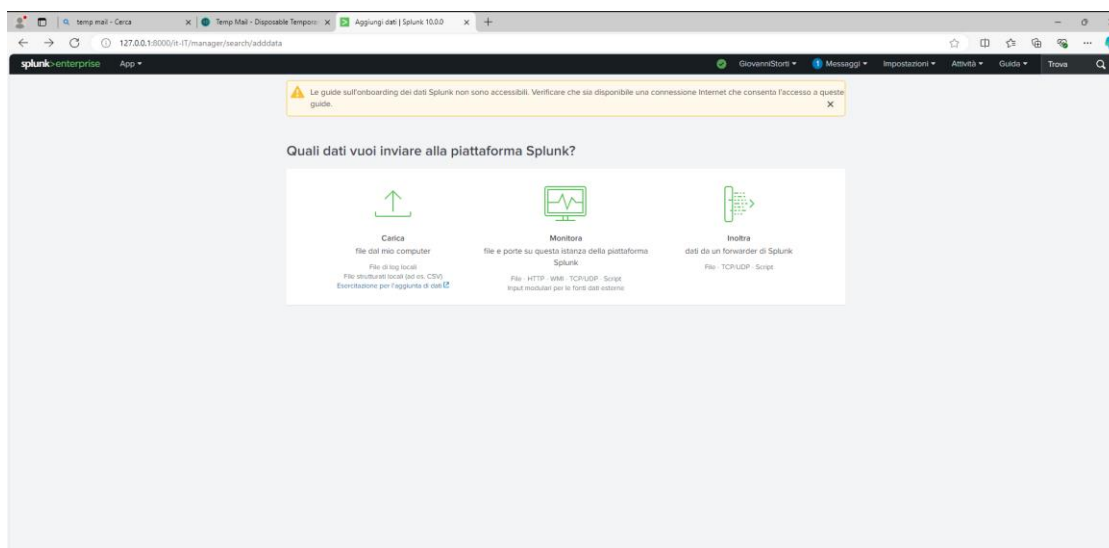 temp mail - Cerca
Temp Mail - Disposable Tempora
Aggiungi dati | Splunk 10.0.0
127.0.0.1:8000/it-IT/manager/search/adddata
splunk>enterprise App
GiovanniStorti 1 Messaggi Impostazioni Attività Guida Trova
Le guide sull'onboarding dei dati Splunk non sono accessibili. Verificare che sia disponibile una connessione Internet che consenta l'accesso a queste
guide.
Quali dati vuoi inviare alla piattaforma Splunk?
Carica
file dal mio computer
File di log locali
File strutturati locali (ad es. CSV)
Esercitazione per l'aggiunta di dati
Monitora
file e porte su questa istanza della piattaforma
Splunk
File - HTTP - WMI - TCP/UDP - Script
Input modulari per le fonti dati esterne
Inoltra
dati da un forwarder di Splunk
File - TCP/UDP - Script